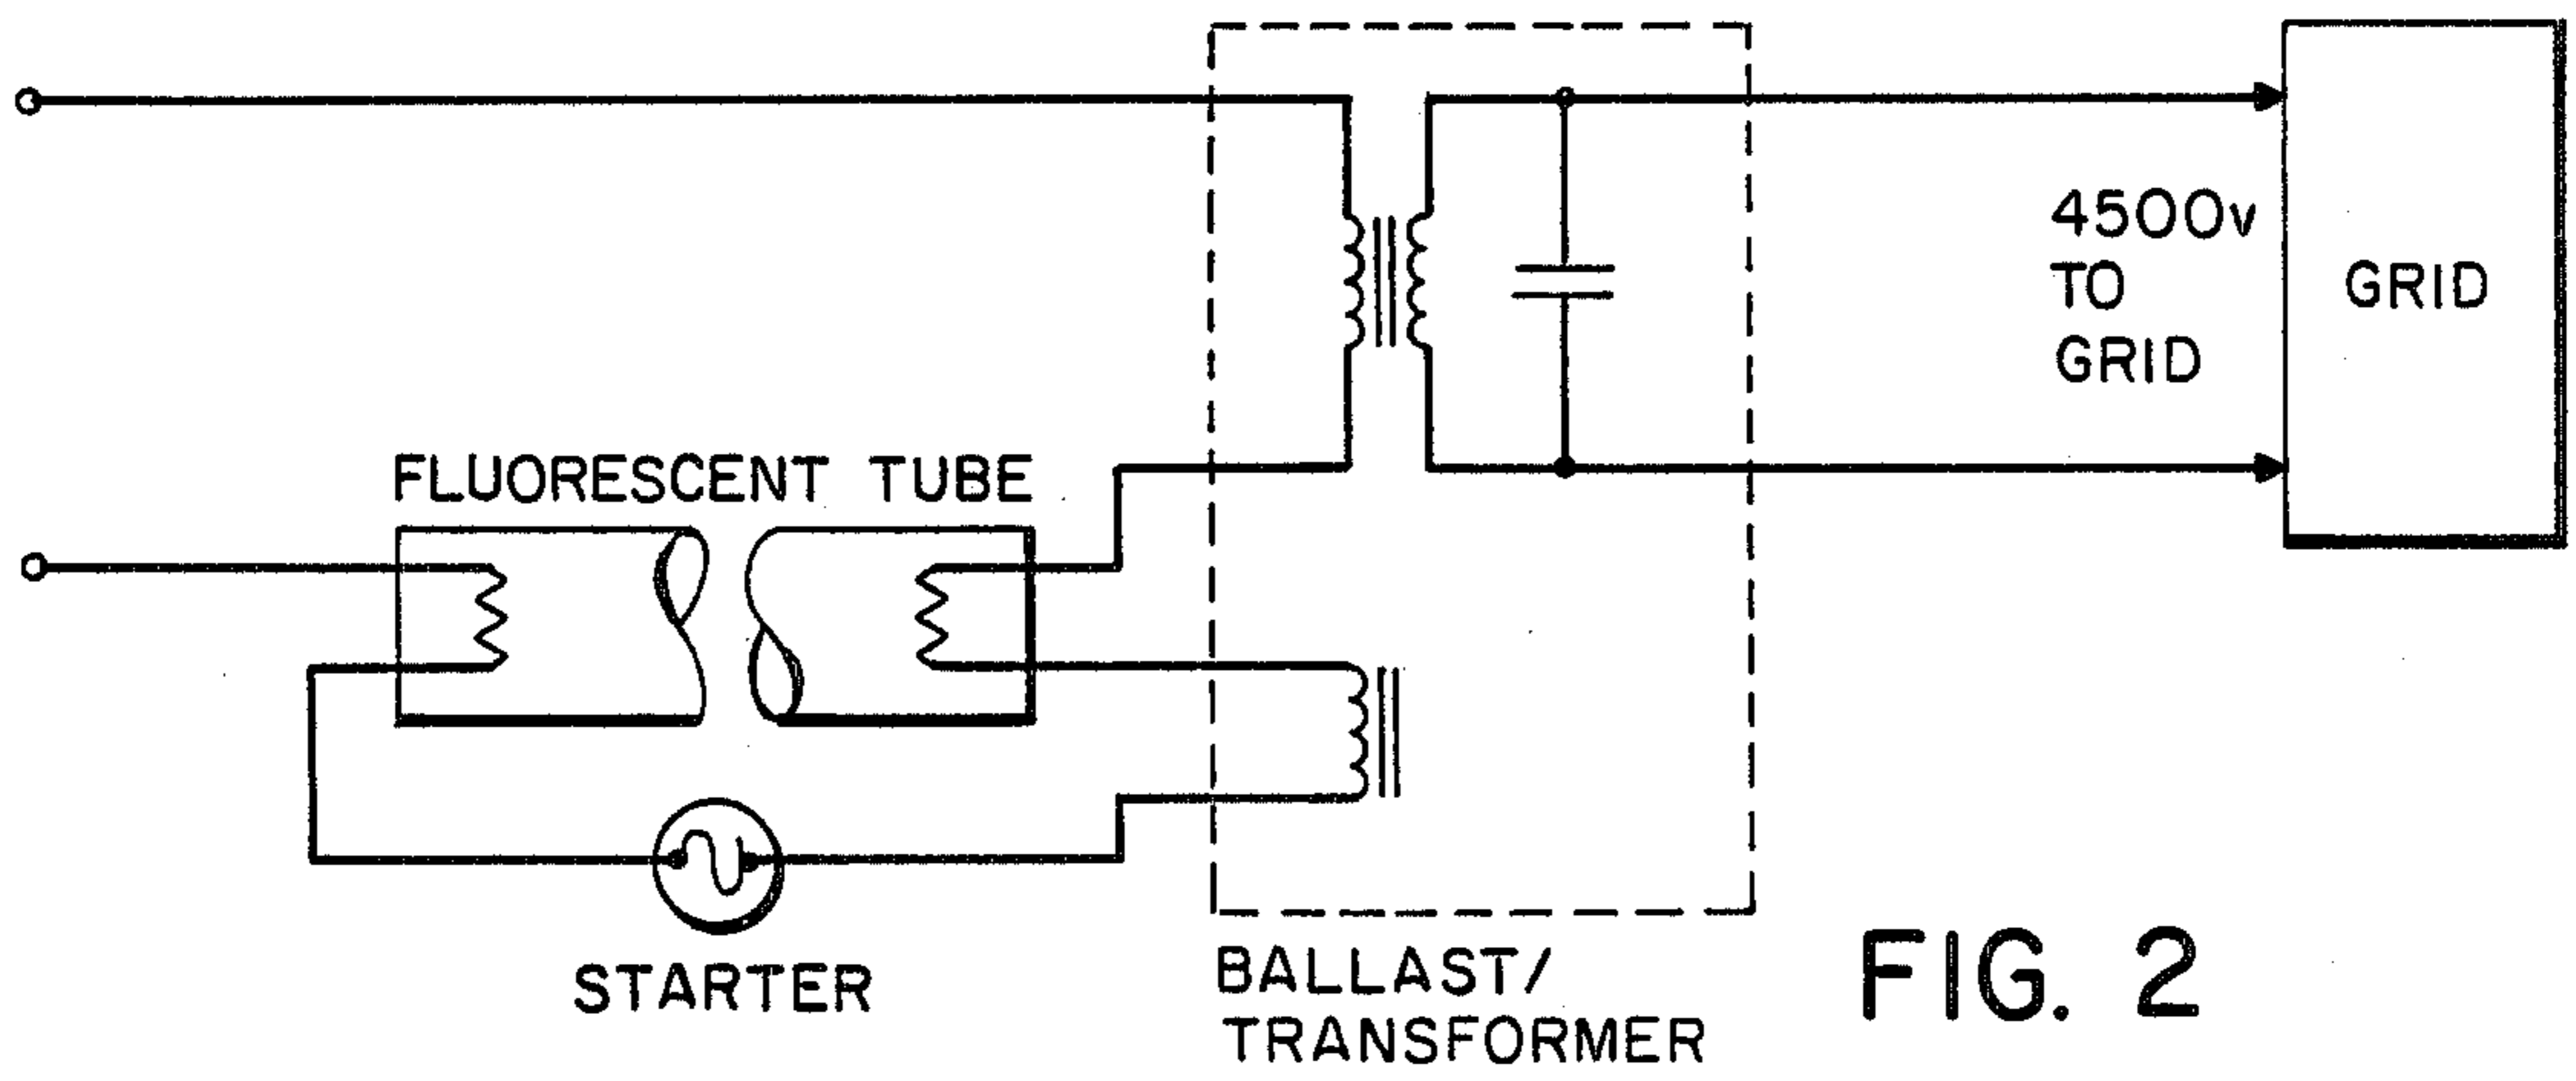 4500v
TO
GRID
GRID
FLUORESCENT TUBE
STARTER
BALLAST/
TRANSFORMER
FIG. 2